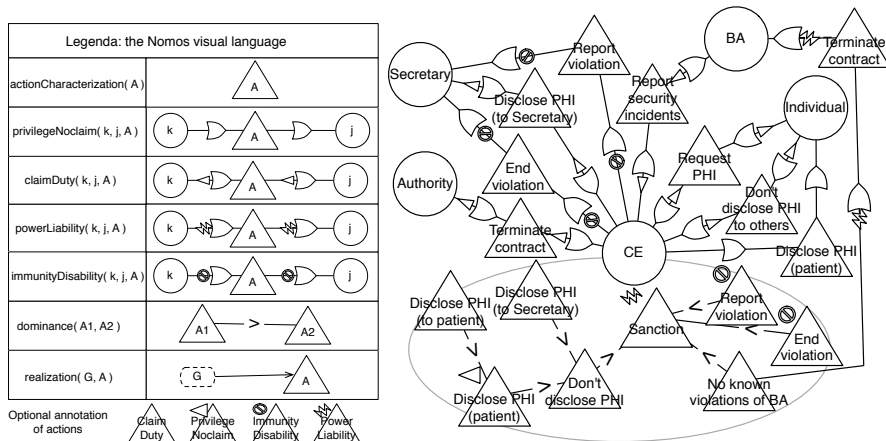 Legenda: the Nomos visual language
actionCharacterization( A )
A
privilegeNoclaim( k, j, A)
k
A
j
claimDuty( k, j, A)
k
A
j
powerLiability( k, j, A)
k
A
j
immunityDisability( k, j, A)
k
A
j
dominance( A1, A2)
A1
>
A2
realization( G, A)
G
A
Optional annotation
of actions
Claim
Duty
Privilege
Noclaim
Immunity
Disability
Power
Liability
Secretary
Report
violation
BA
Terminate
contract
Disclose PHI
(to Secretary)
Report
security
incidents
Individual
End
violation
Request
PHI
Authority
Don't
disclose PHI
to others
Terminate
contract
CE
Disclose PHI
(patient)
Disclose PHI
(to patient)
Disclose PHI
(to Secretary)
Sanction
Report
violation
End
violation
Disclose PHI
(patient)
Don't
disclose PHI
No known
violations of BA